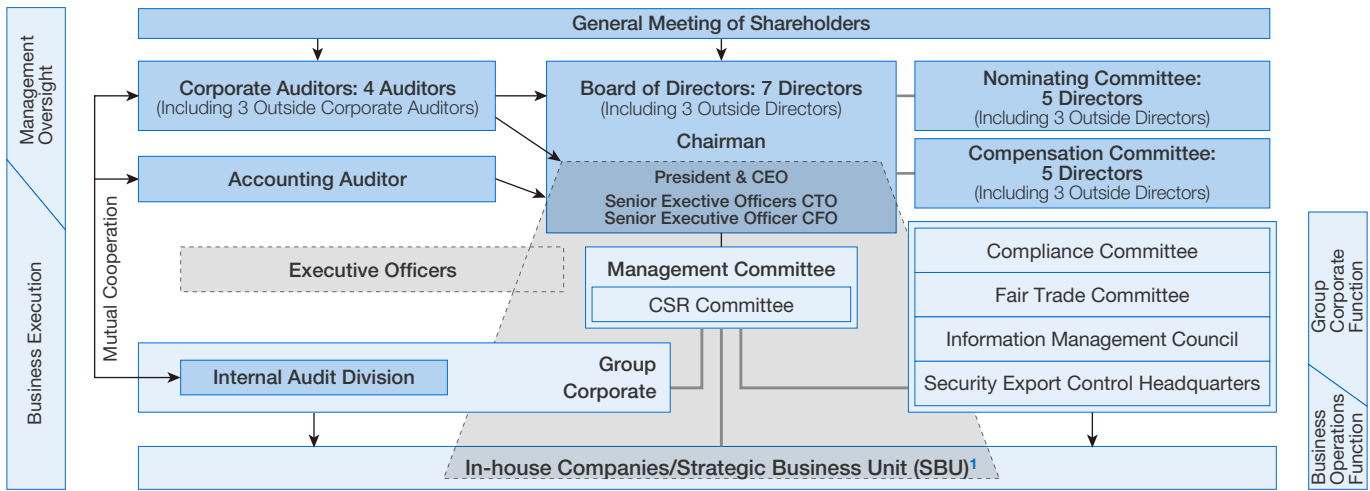 General Meeting of Shareholders
Management
Oversight
Business Execution
Corporate Auditors: 4 Auditors
(Including 3 Outside Corporate Auditors)
Board of Directors: 7 Directors
(Including 3 Outside Directors)
Chairman
President & CEO
Senior Exective Officers CTO
Senior Executive Officer CFO
Nominating Committee:
5 Directors
(Including 3 Outside Directors)
Compensation Committee:
5 Directors
(Including 3 Outside Directors)
Accounting Auditor
Mutual Cooperation
Executive Officers
Management Committee
CSR Committee
Compliance Committee
Fair Trade Committee
Information Management Council
Security Export Control Headquarters
Group
Corporate
Function
Business
Operations
Function
Internal Audit Division
Group
Corporate
In-house Companies/Strategic Business Unit (SBU)1